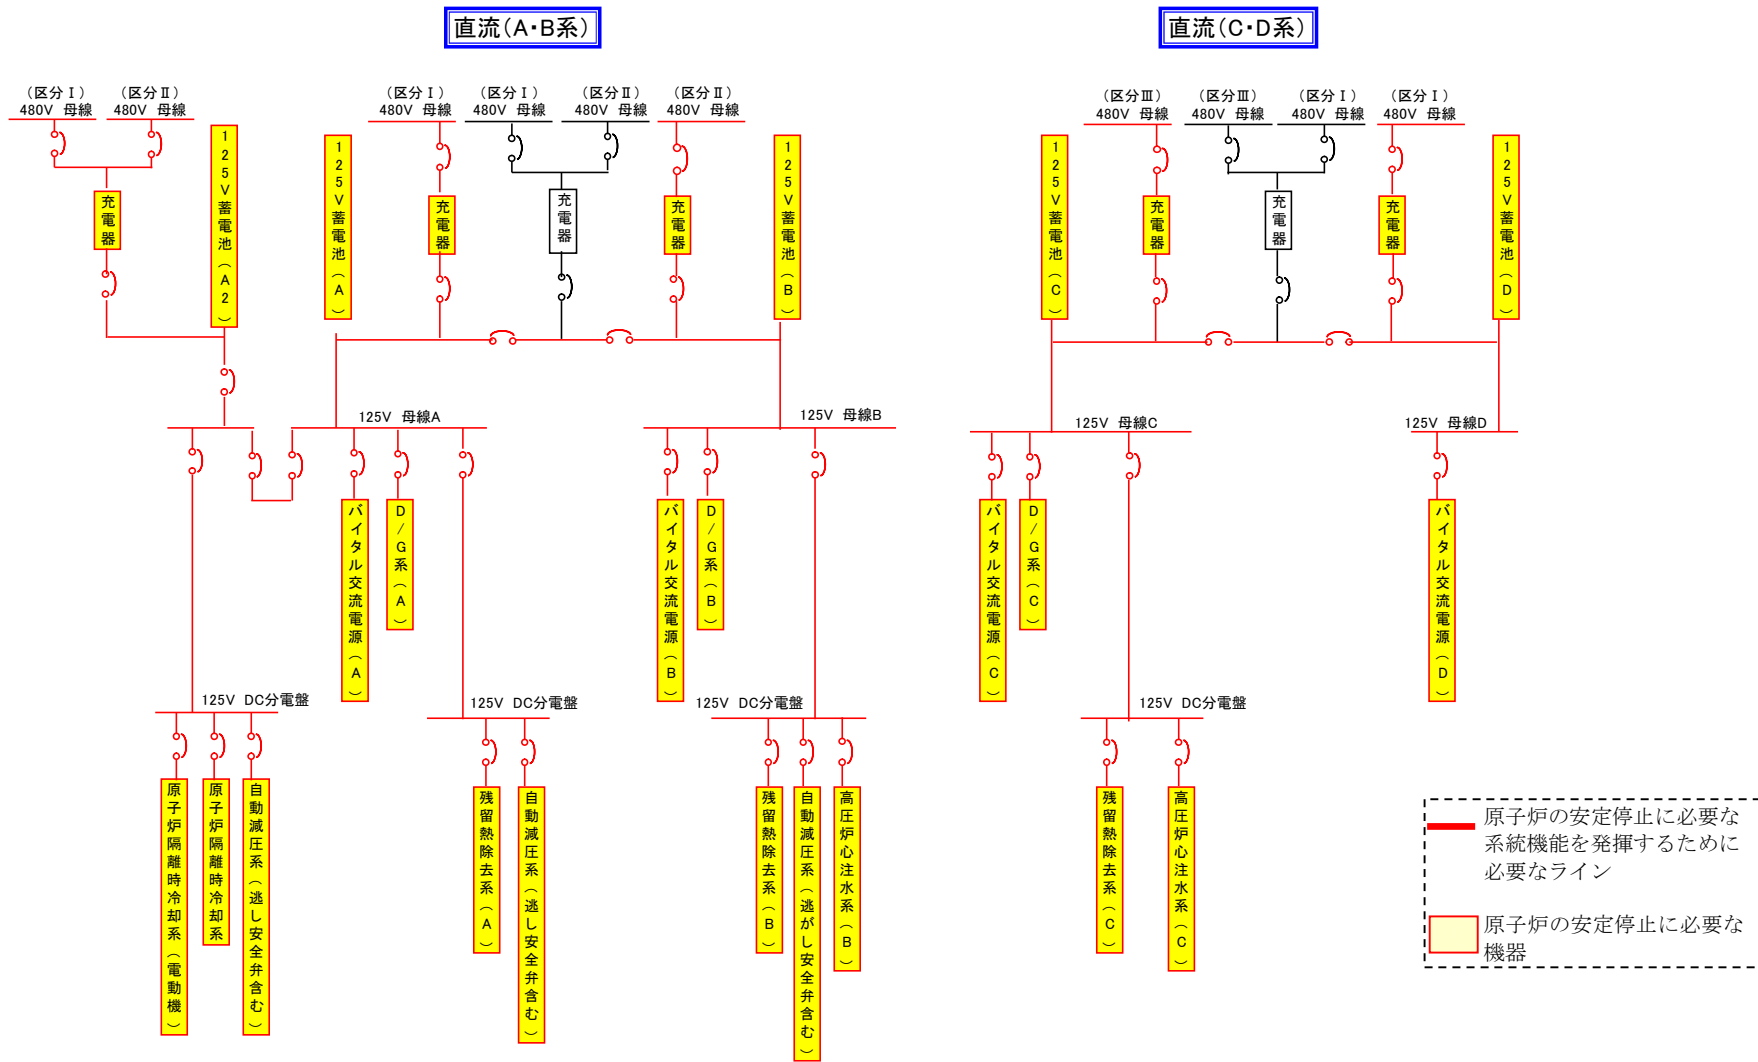 直流(A・B系)
直流(C・D系)
(区分Ⅰ)
480V 母線
(区分Ⅱ)
480V 母線
(区分Ⅰ)
480V 母線
(区分Ⅰ)
480V 母線
(区分Ⅱ)
480V 母線
(区分Ⅱ)
480V 母線
(区分Ⅲ)
480V 母線
(区分Ⅲ)
480V 母線
(区分Ⅰ)
480V 母線
(区分Ⅰ)
480V 母線
充電器
125V蓄電池(A2)
125V蓄電池(A)
充電器
充電器
充電器
125V蓄電池(B)
125V蓄電池(C)
充電器
充電器
充電器
125V蓄電池(D)
125V 母線A
125V 母線B
125V 母線C
125V 母線D
バイタル交流電源(A)
D/G系(A)
バイタル交流電源(B)
D/G系(B)
バイタル交流電源(C)
D/G系(C)
バイタル交流電源(D)
125V DC分電盤
125V DC分電盤
125V DC分電盤
125V DC分電盤
原子炉隔離時冷却系(電動機)
原子炉隔離時冷却系
自動減圧系(逃し安全弁含む)
残留熱除去系(A)
自動減圧系(逃し安全弁含む)
残留熱除去系(B)
自動減圧系(逃がし安全弁含む)
高圧炉心注水系(B)
残留熱除去系(C)
高圧炉心注水系(C)
原子炉の安定停止に必要な
系統機能を発揮するために
必要なライン
原子炉の安定停止に必要な
機器